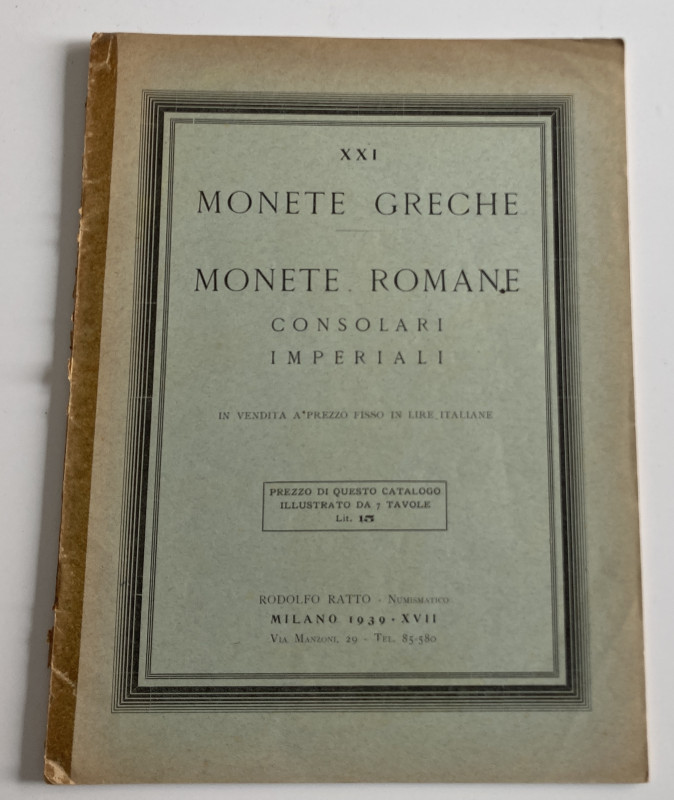 XXI
MONETE GRECHE
MONETE ROMANE
CONSOLARI
IMPERIALI
IN VENDITA A PREZZO FISSO IN LIRE ITALIANE
PREZZO DI QUESTO CATALOGO
ILLUSTRATO DA 7 TAVOLE
Lit.
RODOLFO RATTO - NUMISMATICO
MILANO 1939 - XVII
VIA MANZONI, 29 - TEL. 85-580